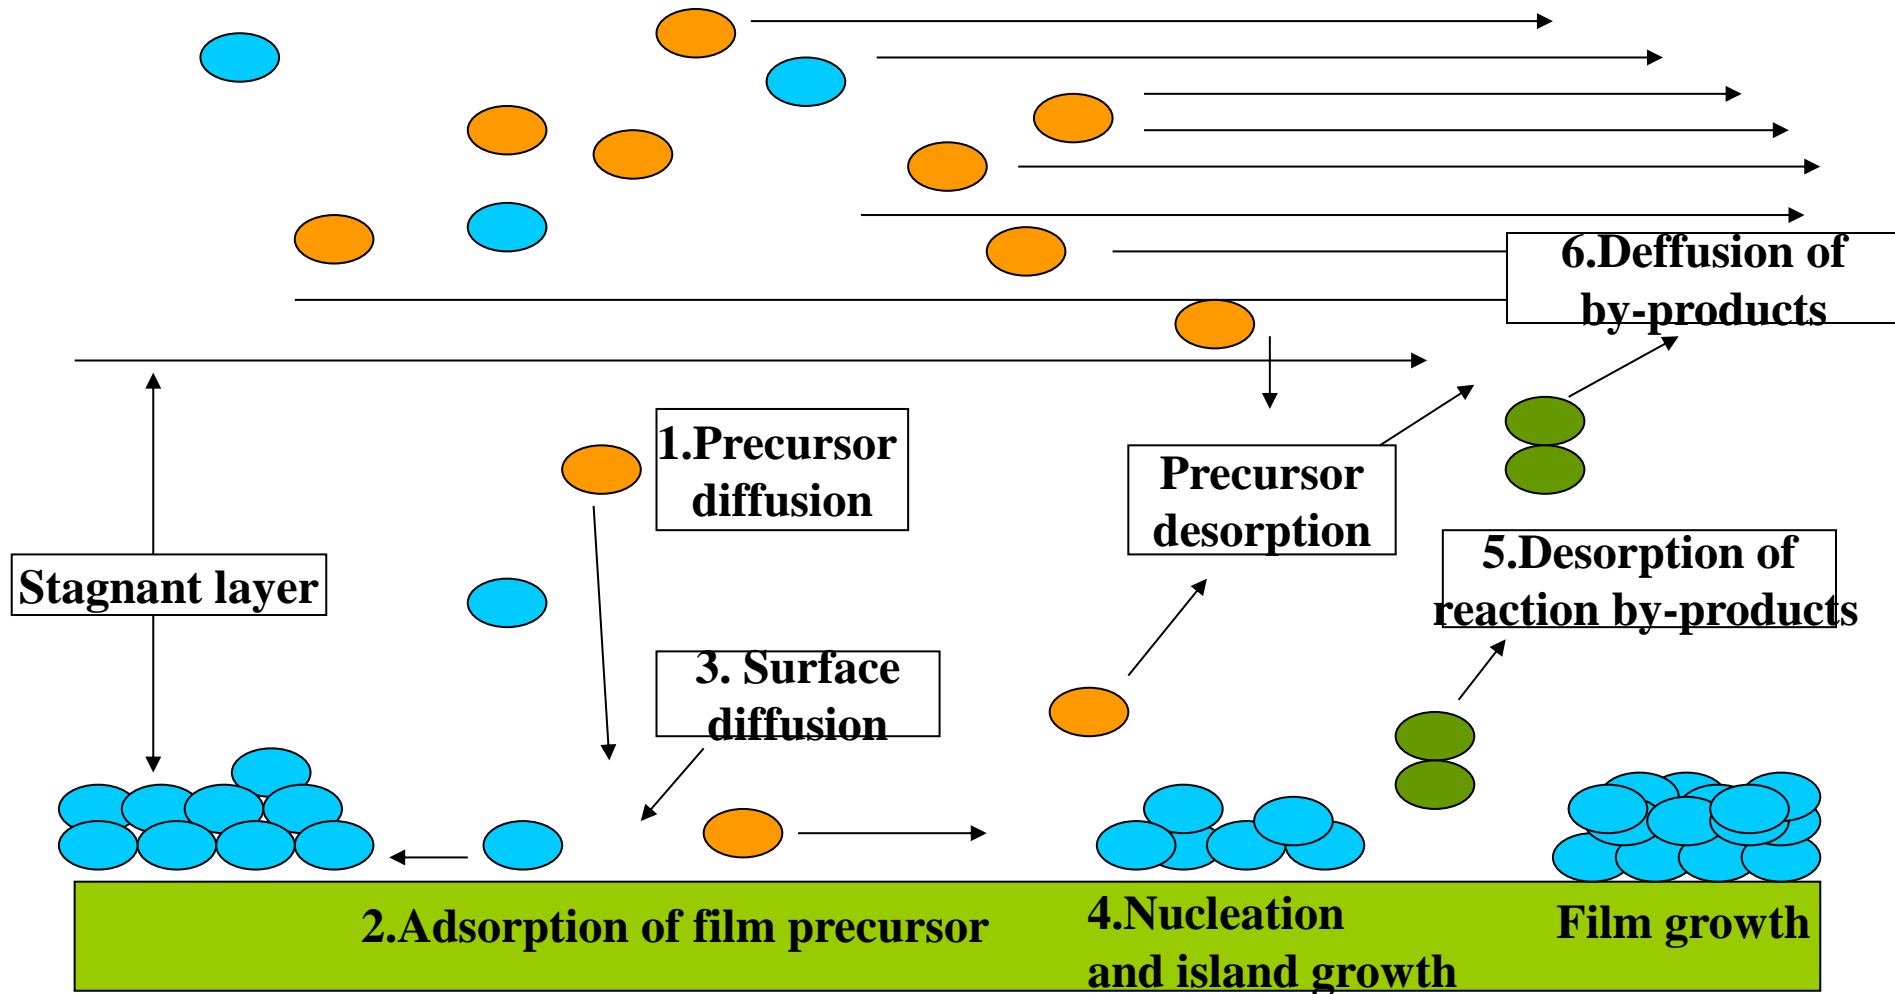 6.Deffusion of
by-products
1.Precursor
diffusion
Precursor
desorption
Stagnant layer
5.Desorption of
reaction by-products
3. Surface
diffusion
2.Adsorption of film precursor
4.Nucleation
and island growth
Film growth